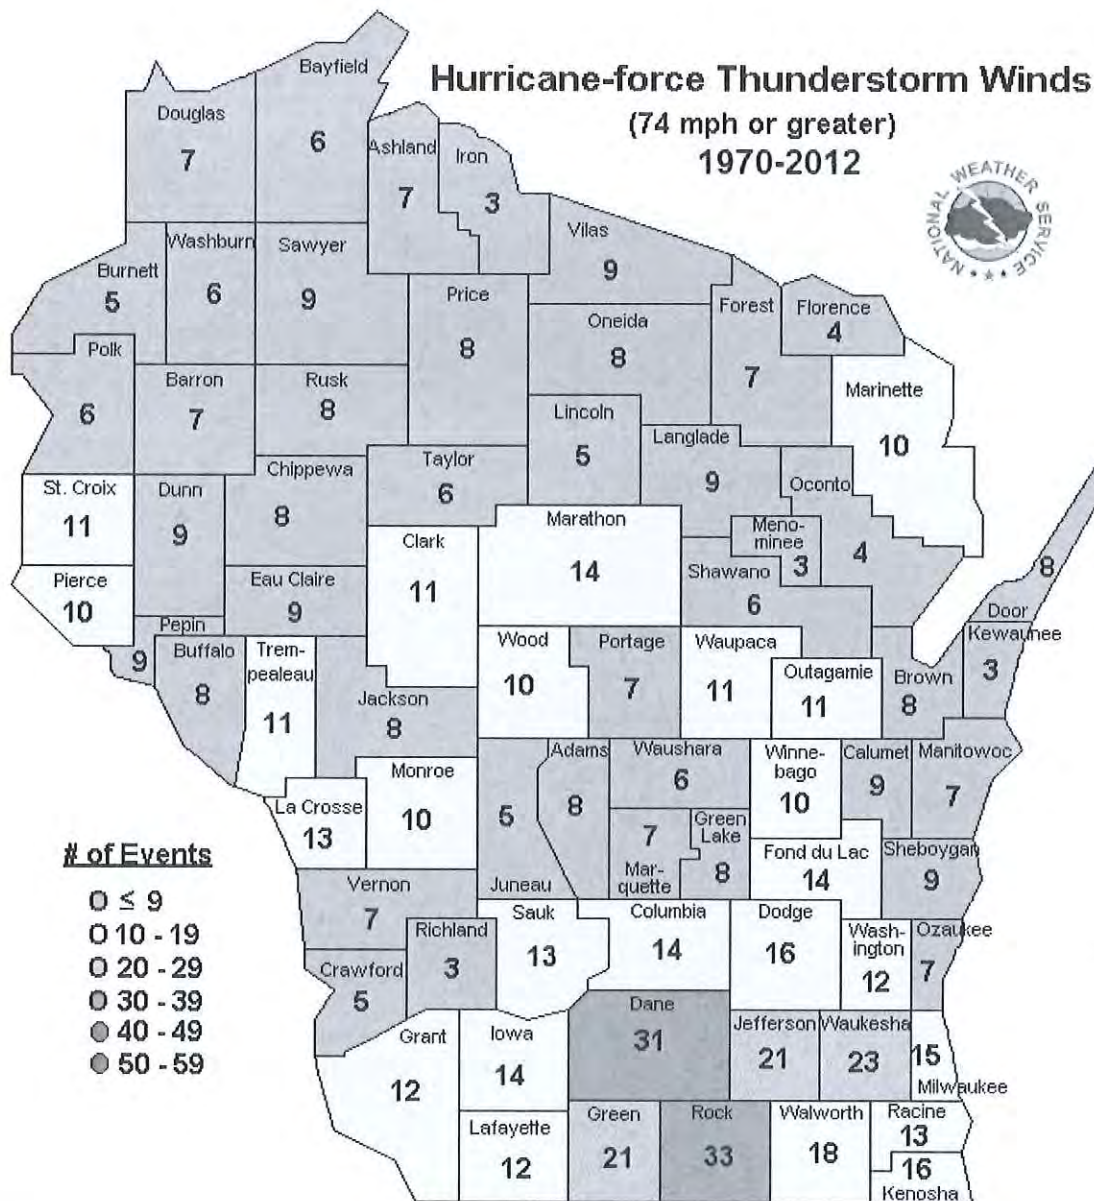 Hurricane-force Thunderstorm Winds
(74 mph or greater)
1970-2012
NATIONAL WEATHER SERVICE
Bayfield
6
Douglas
7
Ashland
7
Iron
3
Vilas
9
Washburn
6
Sawyer
9
Burnett
5
Price
8
Oneida
8
Forest
7
Florence
4
Polk
6
Barron
7
Rusk
8
Lincoln
5
Langlade
9
Marinette
10
Taylor
6
Chippewa
8
St. Croix
11
Dunn
9
Oconto
4
Marathon
14
Clark
11
Meno-
minee
3
Shawano
6
Pierce
10
Eau Claire
9
Door
8
Pepin
9
Buffalo
8
Trem-
pealeau
11
Wood
10
Portage
7
Waupaca
11
Outagamie
11
Brown
8
Kewaunee
3
Jackson
8
Adams
8
Waushara
6
Winne-
bago
10
Calumet
9
Manitowoc
7
Monroe
10
La Crosse
13
5
Juneau
7
Mar-
quette
Green
Lake
8
Fond du Lac
14
Sheboygan
9
# of Events
≤ 9
10 - 19
20 - 29
30 - 39
40 - 49
50 - 59
Vernon
7
Richland
3
Sauk
13
Columbia
14
Dodge
16
Wash-
ington
12
Ozaukee
7
Crawford
5
Dane
31
Jefferson
21
Waukesha
23
15
Milwaukee
Grant
12
Iowa
14
Lafayette
12
Green
21
Rock
33
Walworth
18
Racine
13
16
Kenosha